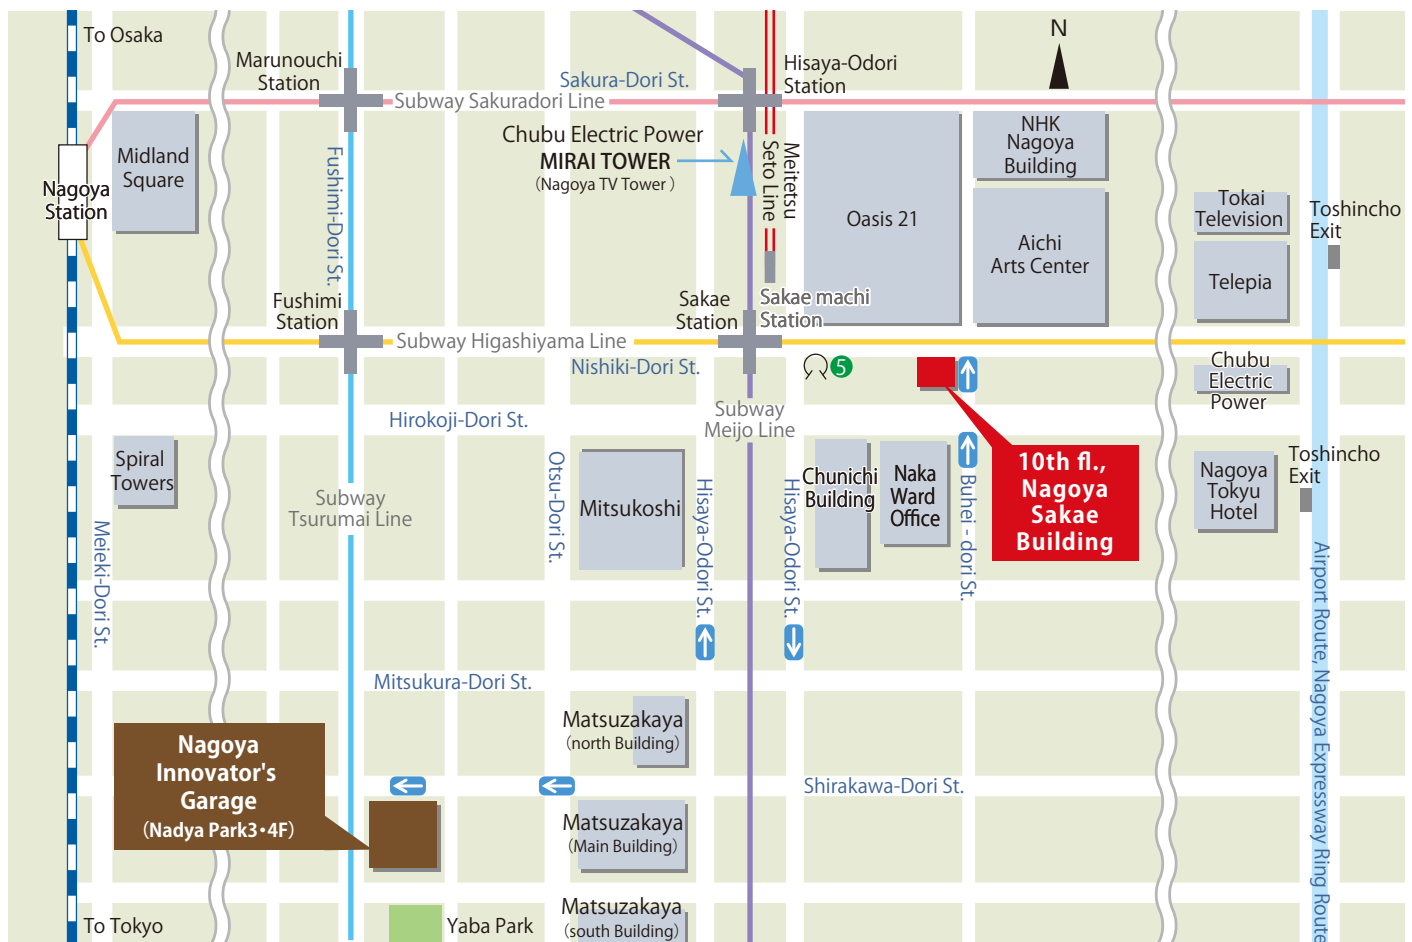 To Osaka
Marunouchi
Station
Sakura-Dori St.
Hisaya-Odori
Station
N
Subway Sakuradori Line
Midland
Square
Nagoya
Station
Fushimi-Dori St.
Chubu Electric Power
MIRAI TOWER
(Nagoya TV Tower)
Meitetsu
Seto Line
Oasis 21
NHK
Nagoya
Building
Aichi
Arts Center
Tokai
Television
Telepia
Toshincho
Exit
Fushimi
Station
Sakae
Station
Sakae machi
Station
Subway Higashiyama Line
Nishiki-Dori St.
5
Chubu
Electric
Power
Hirokoji-Dori St.
Subway
Meijo Line
Spiral
Towers
Subway
Tsurumai Line
Otsu-Dori St.
Mitsukoshi
Hisaya-Odori St.
Hisaya-Odori St.
Chunichi
Building
Naka
Ward
Office
Buhei - dori St.
10th fl.,
Nagoya
Sakae
Building
Nagoya
Tokyu
Hotel
Toshincho
Exit
Meieki-Dori St.
Airport Route, Nagoya Expressway Ring Route
Mitsukura-Dori St.
Nagoya
Innovator's
Garage
(Nadya Park3・4F)
Matsuzakaya
(north Building)
Shirakawa-Dori St.
Matsuzakaya
(Main Building)
To Tokyo
Yaba Park
Matsuzakaya
(south Building)